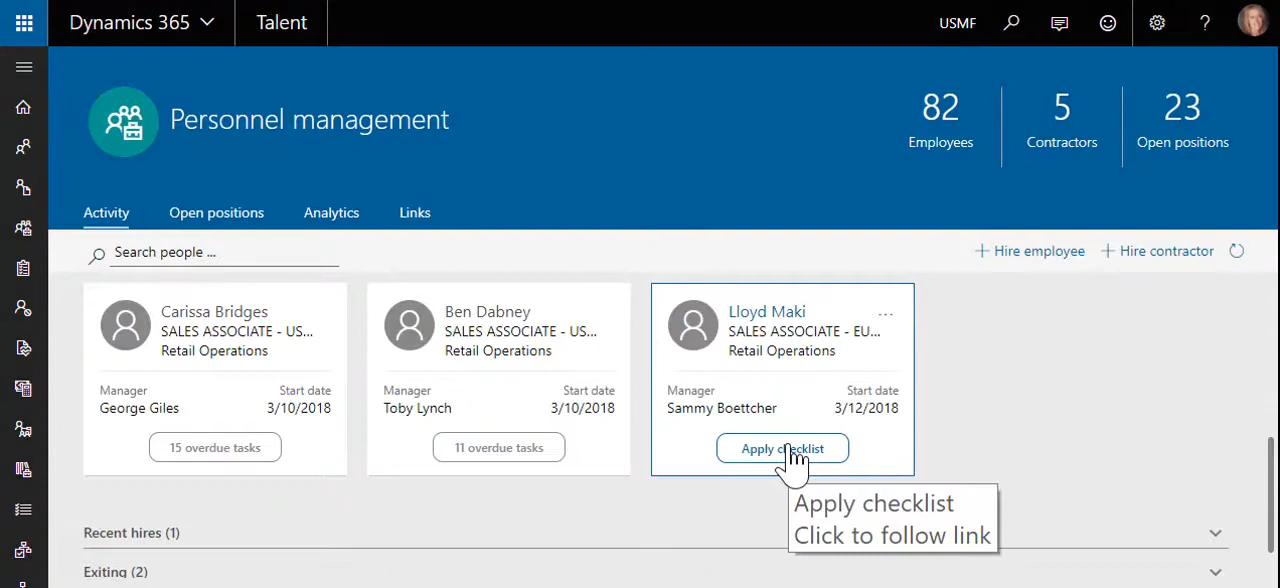 Dynamics 365
Talent
USMF
?
Personnel management
82
Employees
5
Contractors
23
Open positions
Activity
Open positions
Analytics
Links
Search people ...
+ Hire employee
+ Hire contractor
Carissa Bridges
SALES ASSOCIATE - US...
Retail Operations
Manager
Start date
George Giles
3/10/2018
15 overdue tasks
Ben Dabney
SALES ASSOCIATE - US...
Retail Operations
Manager
Start date
Toby Lynch
3/10/2018
11 overdue tasks
Lloyd Maki
...
SALES ASSOCIATE - EU...
Retail Operations
Manager
Start date
Sammy Boettcher
3/12/2018
Apply checklist
Apply checklist
Click to follow link
Recent hires (1)
Exiting (2)